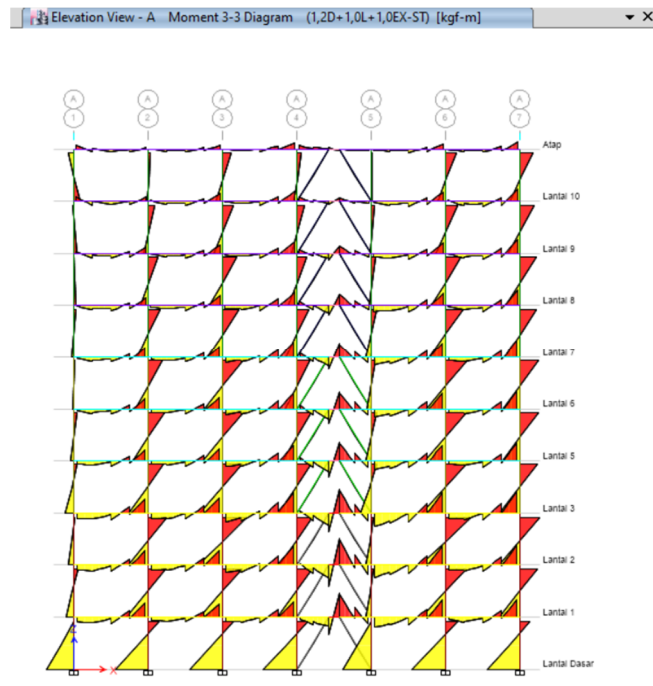 Elevation View - A Moment 3-3 Diagram (1,2D+1,0L+1,0EX-ST) [kgf-m]
A A A A A A A
1 2 3 4 5 6 7
Atap
Lantai 10
Lantai 9
Lantai 8
Lantai 7
Lantai 6
Lantai 5
Lantai 3
Lantai 2
Lantai 1
Lantai Dasar
X